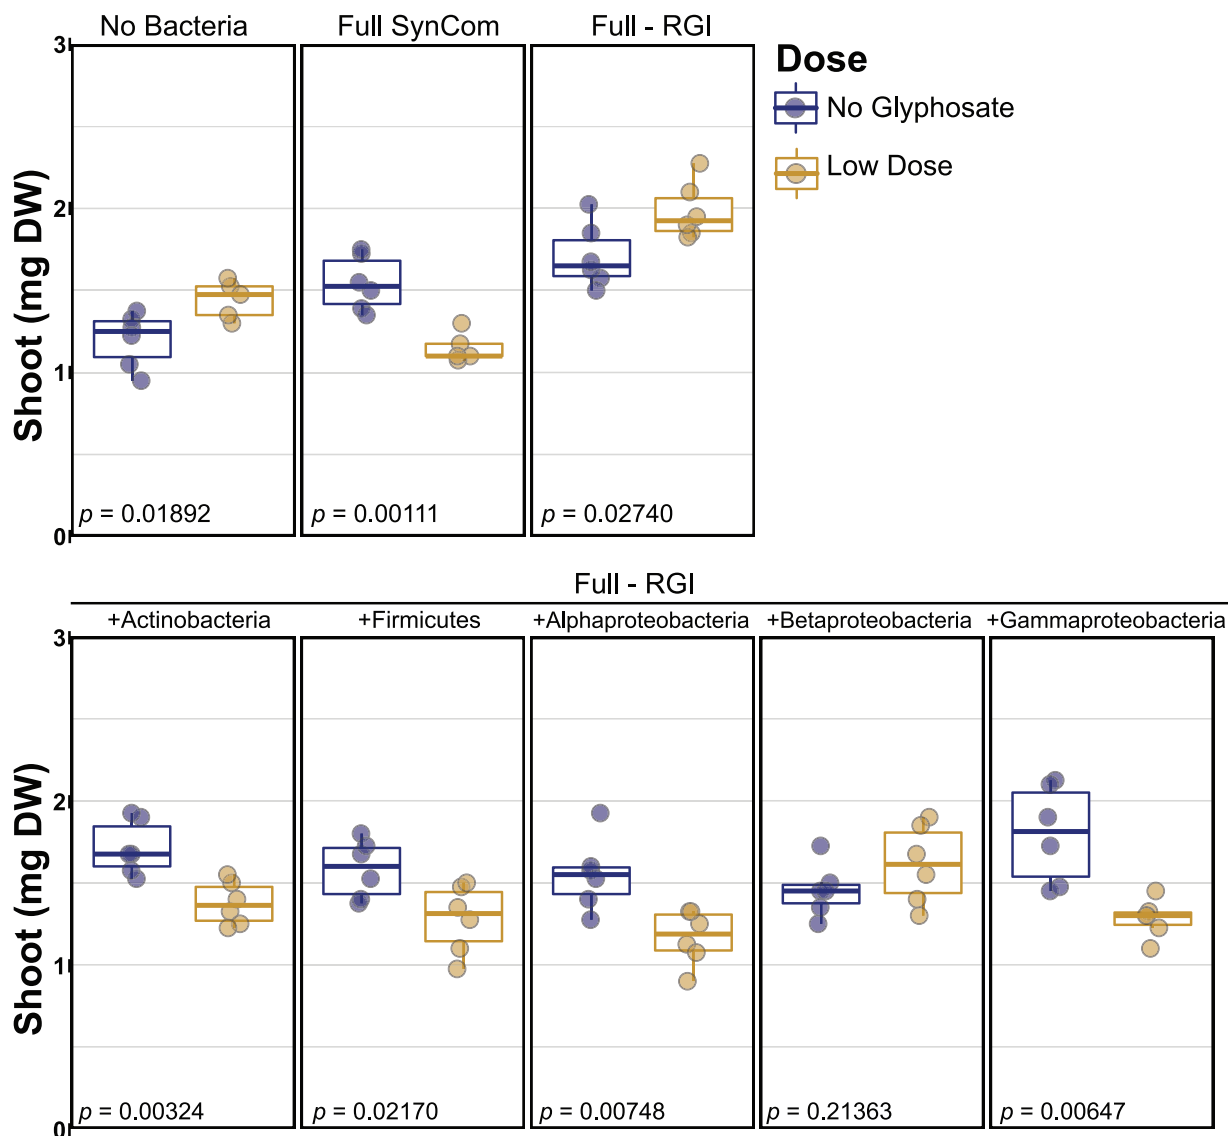 No Bacteria Full SynCom Full - RGI
Dose
No Glyphosate
Low Dose
Shoot (mg DW)
3
2
1
0
p = 0.01892 p = 0.00111 p = 0.02740
Full - RGI
+Actinobacteria +Firmicutes +Alphaproteobacteria +Betaproteobacteria +Gammaproteobacteria
Shoot (mg DW)
3
2
1
0
p = 0.00324 p = 0.02170 p = 0.00748 p = 0.21363 p = 0.00647